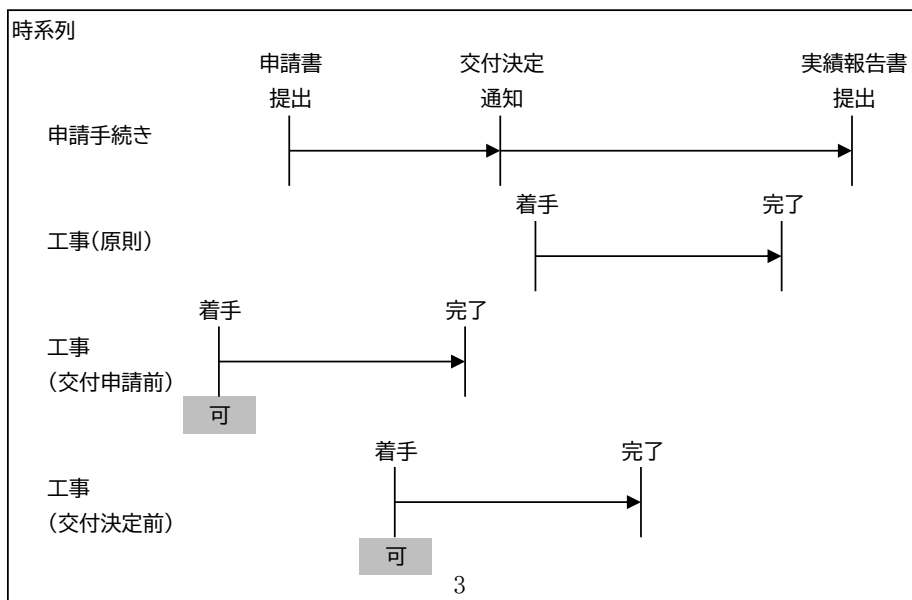 時系列
申請書 交付決定 実績報告書
提出 通知 提出
申請手続き
着手 完了
工事(原則)
着手 完了
工事
(交付申請前)
可
着手 完了
工事
(交付決定前)
可
3